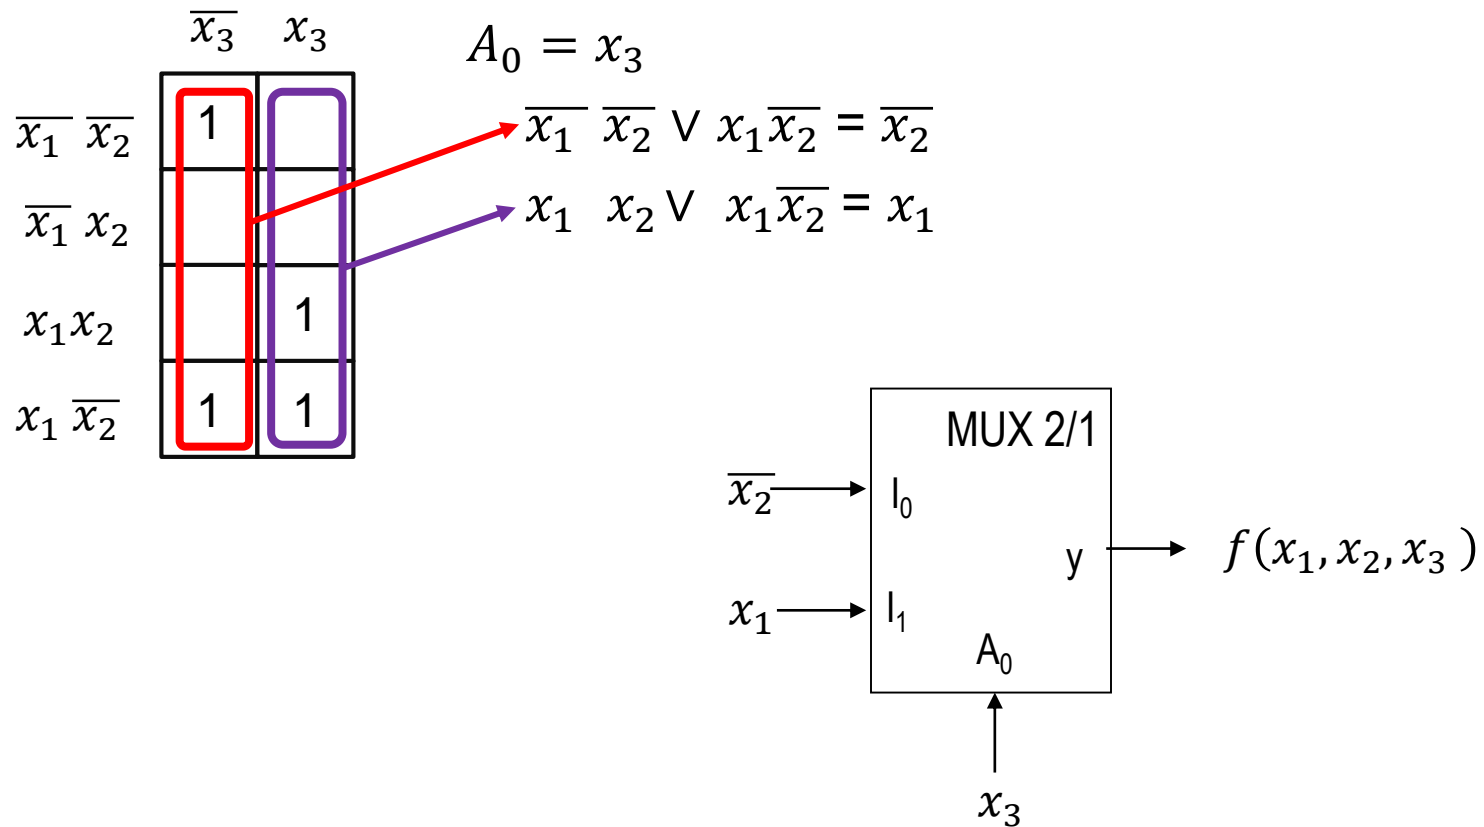 x̅₃ x₃
A₀ = x₃
x̅₁ x̅₂ 1
x̅₁ x̅₂ ∨ x₁x̅₂ = x̅₂
x̅₁ x₂
x₁ x₂ ∨ x₁x̅₂ = x₁
x₁x₂ 1
x₁ x̅₂ 1 1
MUX 2/1
x̅₂ I₀
y f(x₁, x₂, x₃ )
x₁ I₁
A₀
x₃